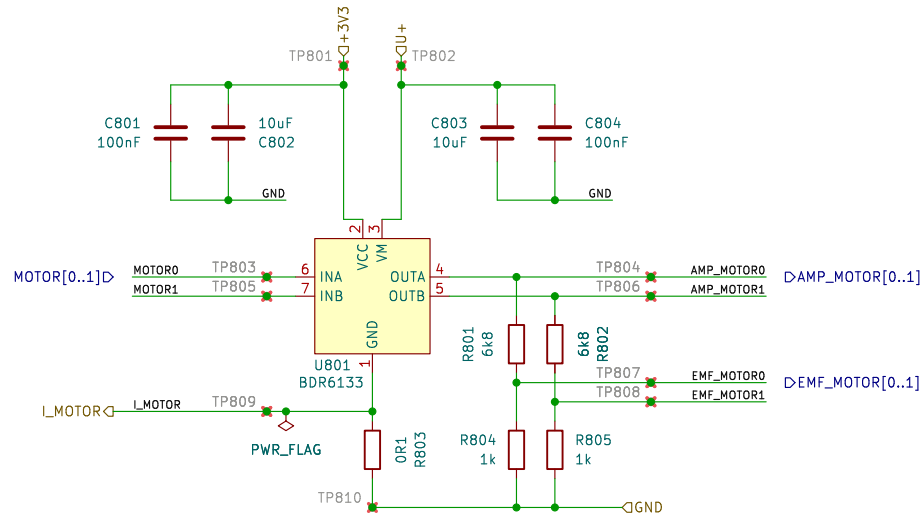 +3V3
U+
TP801
TP802
C801
100nF
10uF
C802
C803
10uF
C804
100nF
GND
GND
2
3
VCC
VM
MOTOR[0..1]
MOTOR0
TP803
6
INA
OUTA
4
TP804
AMP_MOTOR0
AMP_MOTOR[0..1]
MOTOR1
TP805
7
INB
OUTB
5
TP806
AMP_MOTOR1
GND
1
U801
BDR6133
R801
6k8
6k8
R802
TP807
EMF_MOTOR0
EMF_MOTOR[0..1]
TP808
EMF_MOTOR1
I_MOTOR
I_MOTOR
TP809
PWR_FLAG
0R1
R803
R804
1k
R805
1k
TP810
GND